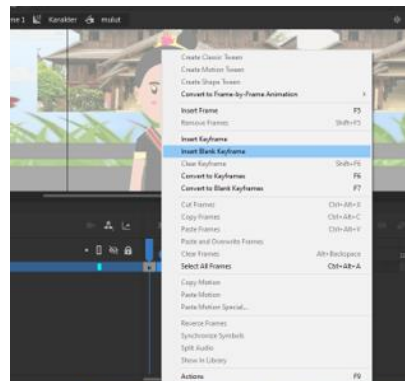 me 1 Karakter mulut
Create Classic Tween
Create Motion Tween
Create Shape Tween
Convert to Frame-by-Frame Animation
Insert Frame F5
Remove Frames Shift+F5
Insert Keyframe
Insert Blank Keyframe
Clear Keyframe Shift+F6
Convert to Keyframes F6
Convert to Blank Keyframes F7
Cut Frames Ctrl+Alt+X
Copy Frames Ctrl+Alt+C
Paste Frames Ctrl+Alt+V
Paste and Overwrite Frames
Clear Frames Alt+Backspace
Select All Frames Ctrl+Alt+A
Copy Motion
Paste Motion
Paste Motion Special...
Reverse Frames
Synchronize Symbols
Split Audio
Show In Library
Actions F9